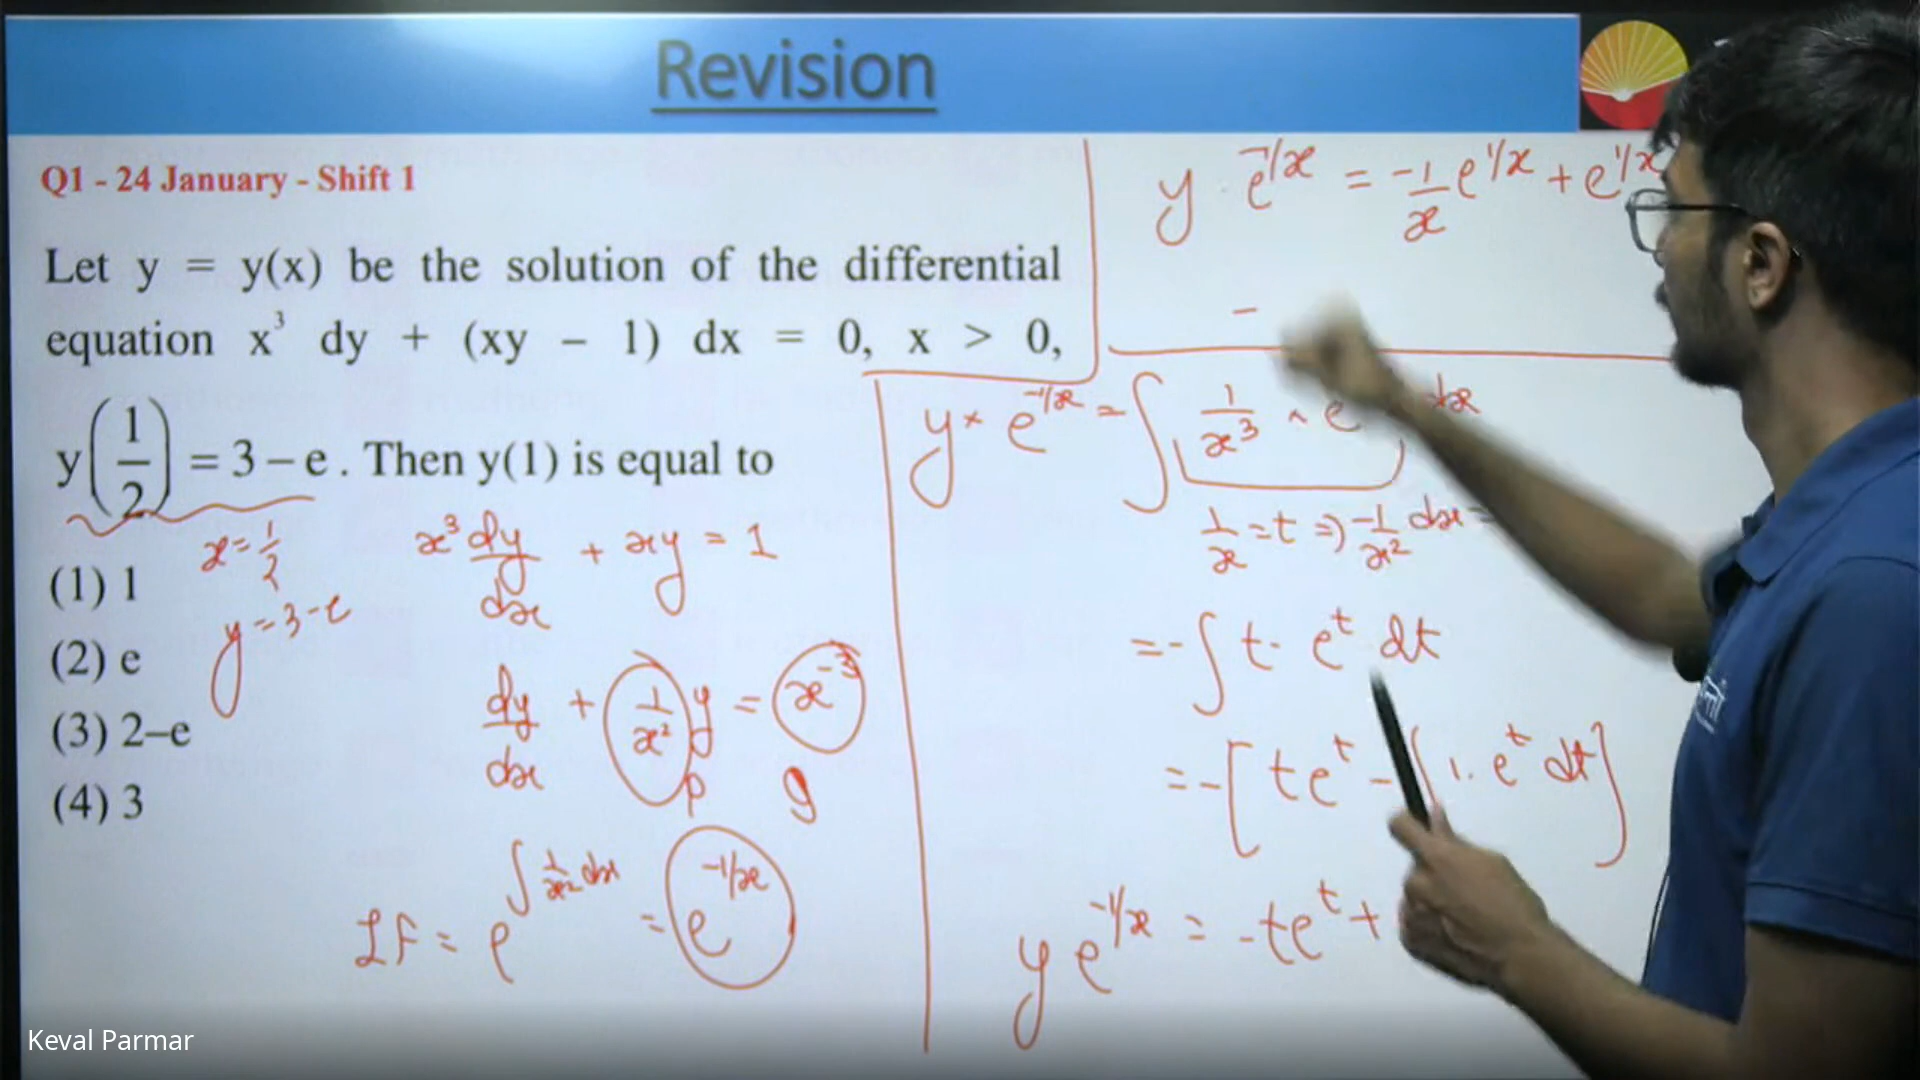 Revision
Q1 - 24 January - Shift 1
Let y = y(x) be the solution of the differential
equation x³ dy + (xy – 1) dx = 0, x > 0,
y(1/2) = 3 – e. Then y(1) is equal to
(1) 1
(2) e
(3) 2–e
(4) 3
x = 1/2
y = 3-e
x³ dy/dx + xy = 1
dy/dx + 1/x² y = x⁻³
p g
IF = e^∫1/x² dx = e^-1/x
y · e^-1/x = -1/x e^1/x + e^1/x
-
y × e^-1/x = ∫ 1/x³ × e dx
1/x = t ⇒ -1/x² dx =
= -∫ t · e^t dt
= -[te^t - ∫1. e^t dt]
y e^-1/x = -te^t +
Keval Parmar